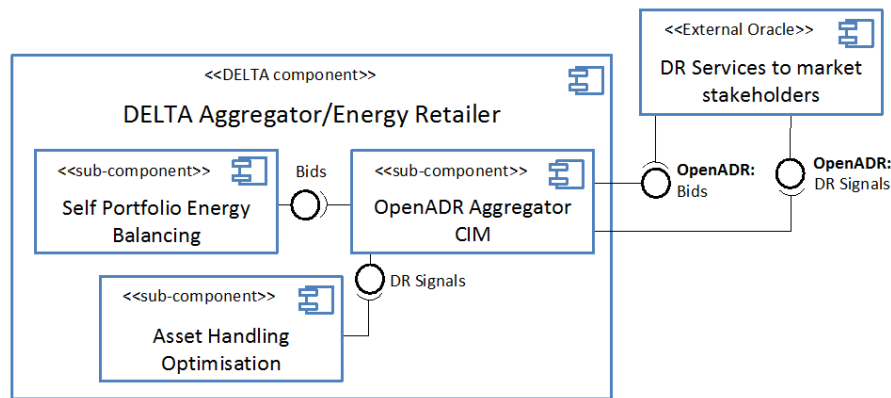 <<External Oracle>>
DR Services to market
stakeholders
<<DELTA component>>
DELTA Aggregator/Energy Retailer
<<sub-component>>
Self Portfolio Energy
Balancing
Bids
<<sub-component>>
OpenADR Aggregator
CIM
OpenADR:
Bids
OpenADR:
DR Signals
DR Signals
<<sub-component>>
Asset Handling
Optimisation